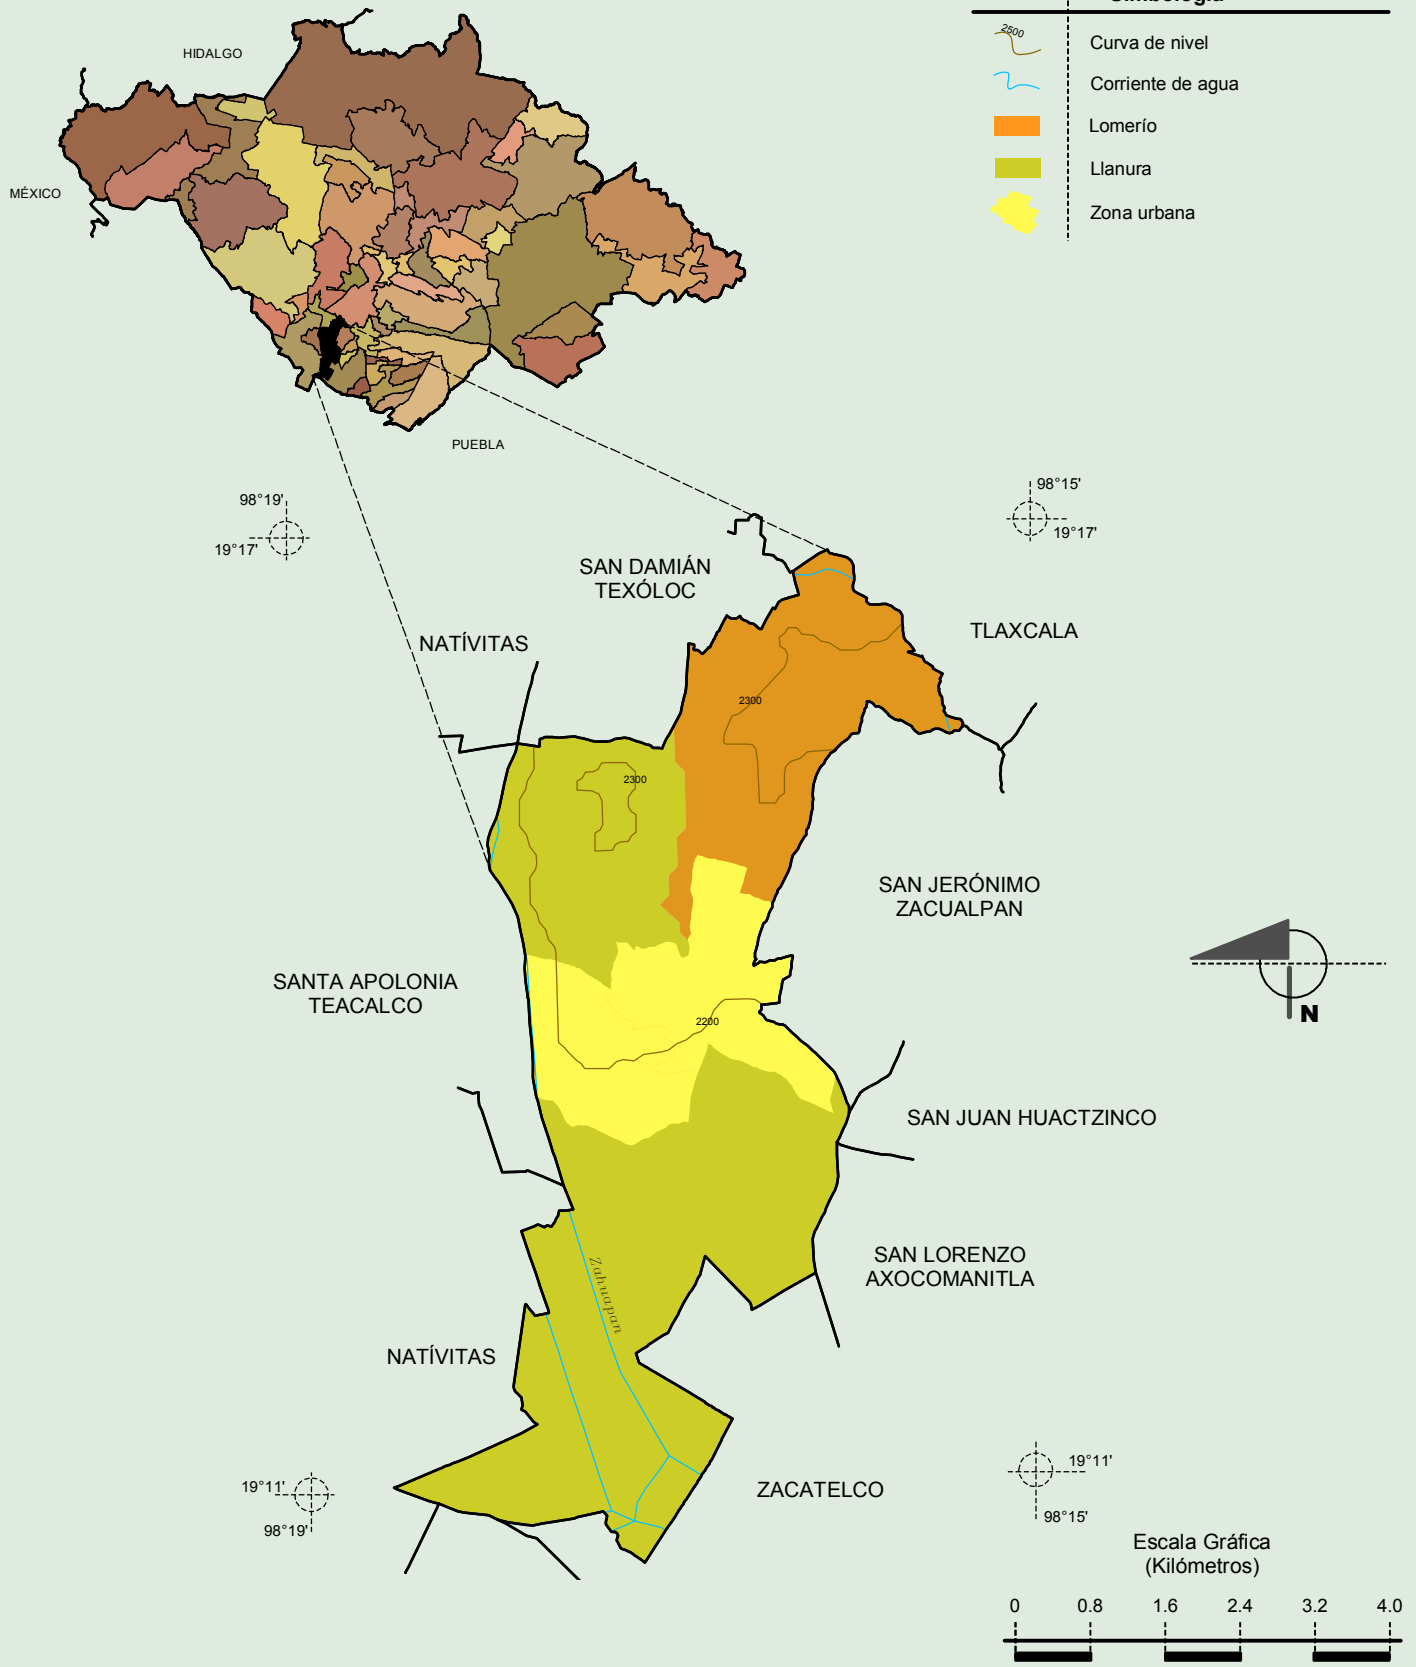 Simbología
2500
Curva de nivel
Corriente de agua
Lomerío
Llanura
Zona urbana
HIDALGO
MÉXICO
PUEBLA
98°19'
19°17'
98°15'
19°17'
SAN DAMIÁN
TEXÓLOC
NATÍVITAS
TLAXCALA
2300
2300
SAN JERÓNIMO
ZACUALPAN
SANTA APOLONIA
TEACALCO
N
2200
SAN JUAN HUACTZINCO
SAN LORENZO
AXOCOMANITLA
Zahuapan
NATÍVITAS
ZACATELCO
19°11'
98°19'
19°11'
98°15'
Escala Gráfica
(Kilómetros)
0 0.8 1.6 2.4 3.2 4.0